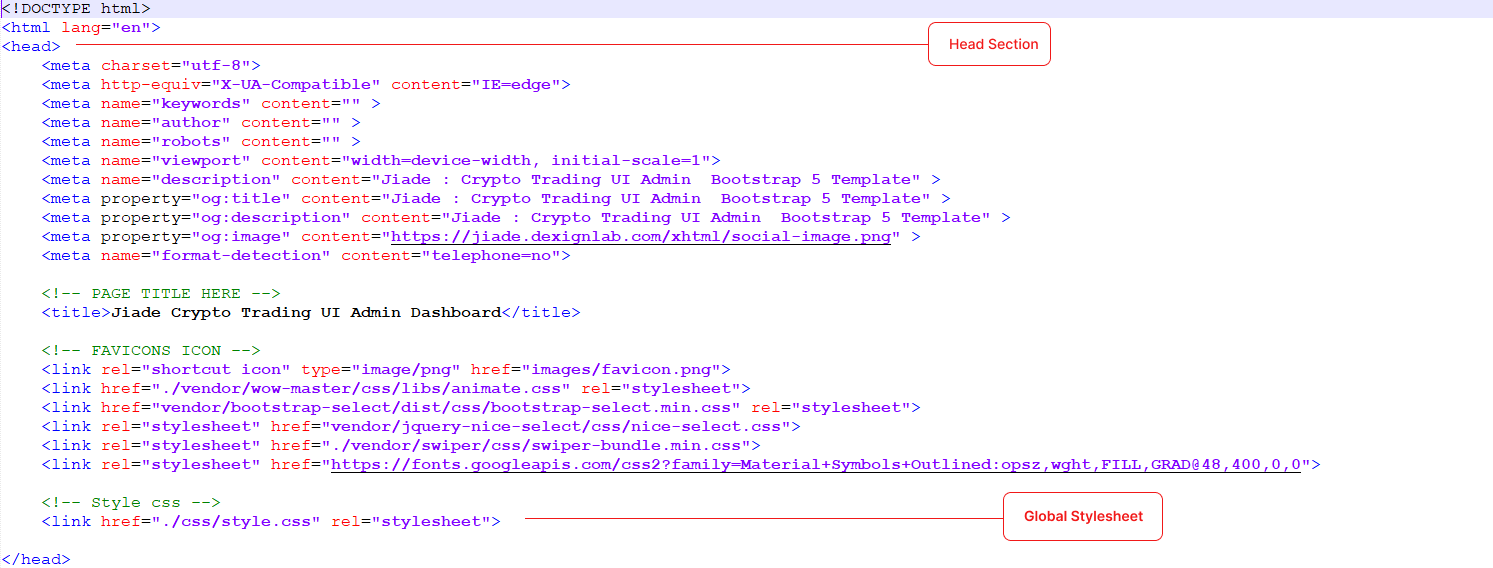 <!DOCTYPE html>
<html lang="en">
<head>
Head Section
    <meta charset="utf-8">
    <meta http-equiv="X-UA-Compatible" content="IE=edge">
    <meta name="keywords" content="" >
    <meta name="author" content="" >
    <meta name="robots" content="" >
    <meta name="viewport" content="width=device-width, initial-scale=1">
    <meta name="description" content="Jiade : Crypto Trading UI Admin  Bootstrap 5 Template" >
    <meta property="og:title" content="Jiade : Crypto Trading UI Admin  Bootstrap 5 Template" >
    <meta property="og:description" content="Jiade : Crypto Trading UI Admin  Bootstrap 5 Template" >
    <meta property="og:image" content="https://jiade.dexignlab.com/xhtml/social-image.png" >
    <meta name="format-detection" content="telephone=no">
    <!-- PAGE TITLE HERE -->
    <title>Jiade Crypto Trading UI Admin Dashboard</title>
    <!-- FAVICONS ICON -->
    <link rel="shortcut icon" type="image/png" href="images/favicon.png">
    <link href="./vendor/wow-master/css/libs/animate.css" rel="stylesheet">
    <link href="vendor/bootstrap-select/dist/css/bootstrap-select.min.css" rel="stylesheet">
    <link rel="stylesheet" href="vendor/jquery-nice-select/css/nice-select.css">
    <link rel="stylesheet" href="./vendor/swiper/css/swiper-bundle.min.css">
    <link rel="stylesheet" href="https://fonts.googleapis.com/css2?family=Material+Symbols+Outlined:opsz,wght,FILL,GRAD@48,400,0,0">
    <!-- Style css -->
    <link href="./css/style.css" rel="stylesheet">
Global Stylesheet
</head>